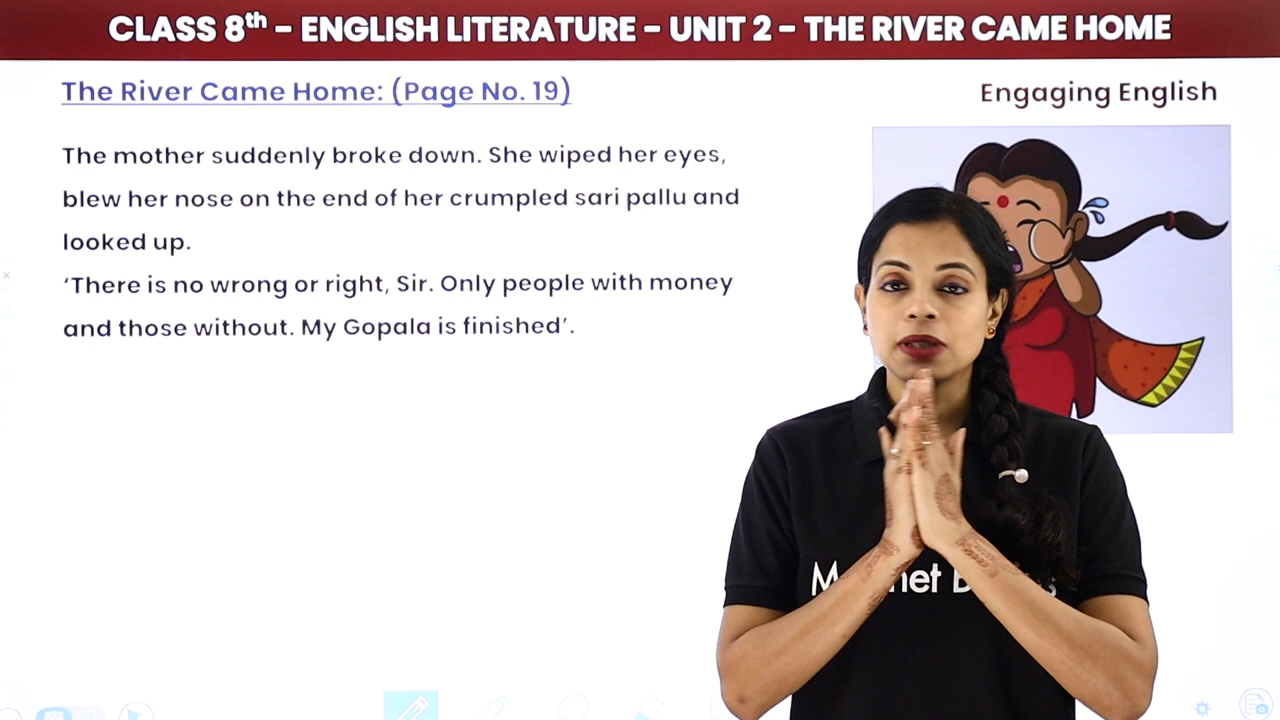 CLASS 8th - ENGLISH LITERATURE - UNIT 2 - THE RIVER CAME HOME
The River Came Home: (Page No. 19)
Engaging English
The mother suddenly broke down. She wiped her eyes,
blew her nose on the end of her crumpled sari pallu and
looked up.
‘There is no wrong or right, Sir. Only people with money
and those without. My Gopala is finished’.